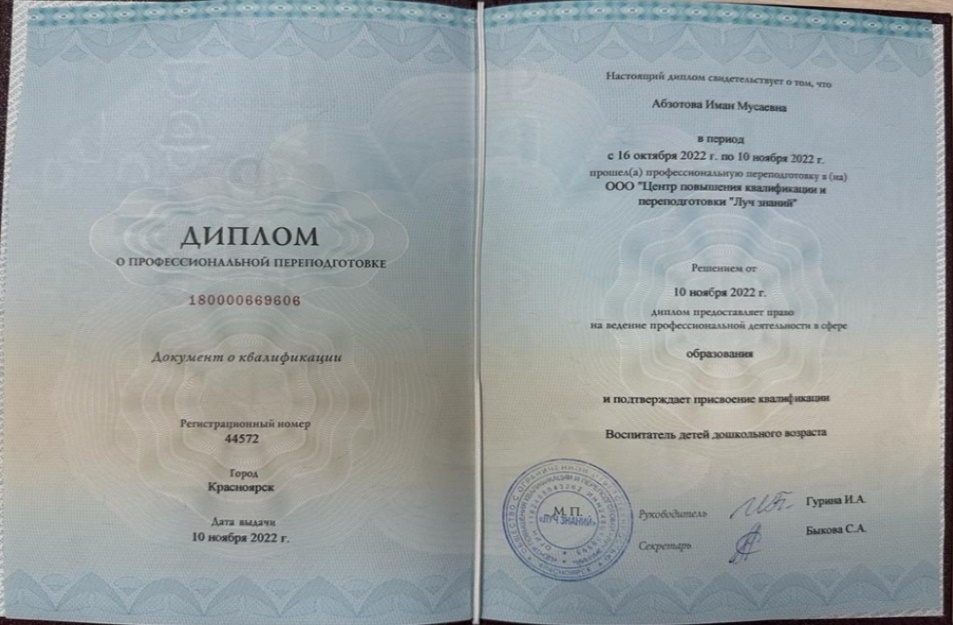 ДИПЛОМ
О ПРОФЕССИОНАЛЬНОЙ ПЕРЕПОДГОТОВКЕ
180000669606
Документ о квалификации
Регистрационный номер
44572
Город
Красноярск
Дата выдачи
10 ноября 2022 г.
Настоящий диплом свидетельствует о том, что
Абзотова Иман Мусаевна
в период
с 16 октября 2022 г. по 10 ноября 2022 г.
прошел(а) профессиональную переподготовку в (на)
ООО "Центр повышения квалификации и
переподготовки "Луч знаний"
Решением от
10 ноября 2022 г.
диплом предоставляет право
на ведение профессиональной деятельности в сфере
образования
и подтверждает присвоение квалификации
Воспитатель детей дошкольного возраста
М. П.
«ЛУЧ ЗНАНИЙ»
КРАСНОЯРСК
Руководитель
Гурина И.А.
Секретарь
Быкова С.А.